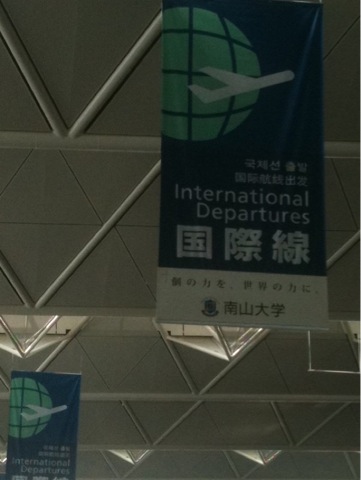 국제선 출발
国际航线出发
International
Departures
国際線
個の力を、世界の力に。
南山大学
International
Departures